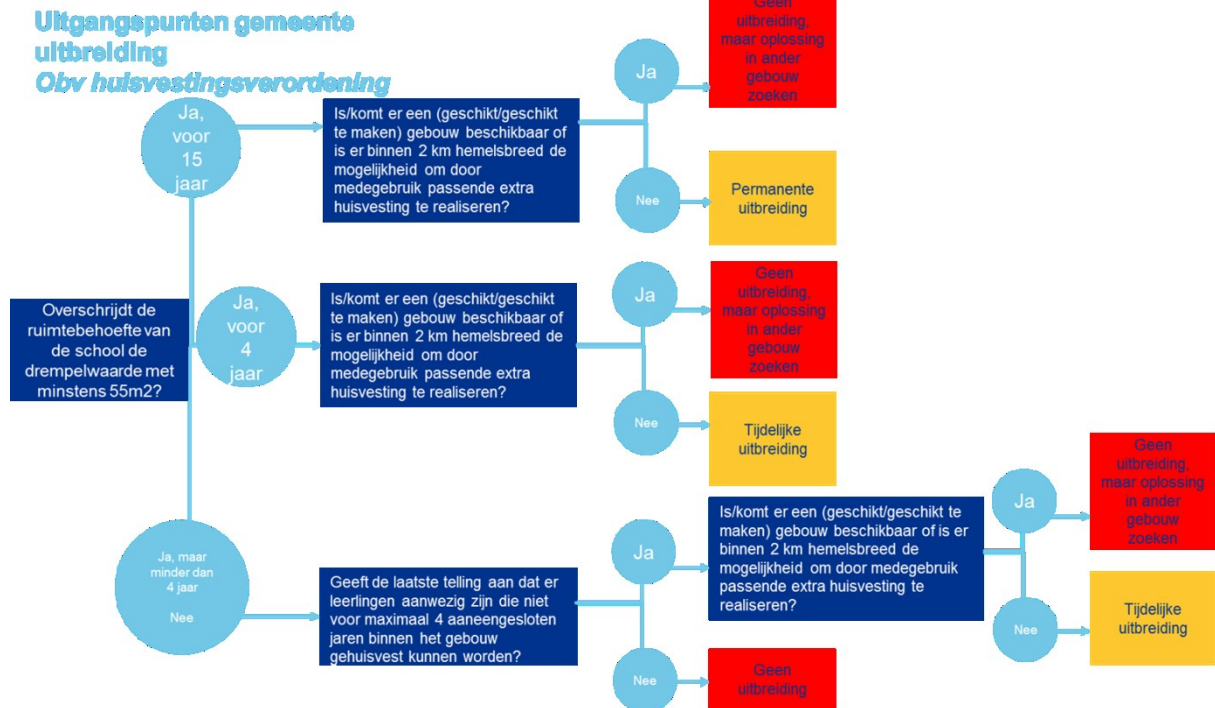 Uitgangspunten gemeente
uitbreiding
Obv huisvestingsverordening
Overschrijdt de
ruimtebehoefte van
de school de
drempelwaarde met
minstens 55m2?
Ja,
voor
15
jaar
Is/komt er een (geschikt/geschikt
te maken) gebouw beschikbaar of
is er binnen 2 km hemelsbreed de
mogelijkheid om door
medegebruik passende extra
huisvesting te realiseren?
Ja
Geen
uitbreiding,
maar oplossing
in ander
gebouw
zoeken
Nee
Permanente
uitbreiding
Ja,
voor
4
jaar
Is/komt er een (geschikt/geschikt
te maken) gebouw beschikbaar of
is er binnen 2 km hemelsbreed de
mogelijkheid om door
medegebruik passende extra
huisvesting te realiseren?
Ja
Geen
uitbreiding,
maar oplossing
in ander
gebouw
zoeken
Nee
Tijdelijke
uitbreiding
Ja, maar
minder dan
4 jaar
Nee
Geeft de laatste telling aan dat er
leerlingen aanwezig zijn die niet
voor maximaal 4 aaneengesloten
jaren binnen het gebouw
gehuisvest kunnen worden?
Ja
Is/komt er een (geschikt/geschikt te
maken) gebouw beschikbaar of is er
binnen 2 km hemelsbreed de
mogelijkheid om door medegebruik
passende extra huisvesting te
realiseren?
Ja
Geen
uitbreiding,
maar oplossing
in ander
gebouw
zoeken
Nee
Tijdelijke
uitbreiding
Nee
Geen
uitbreiding